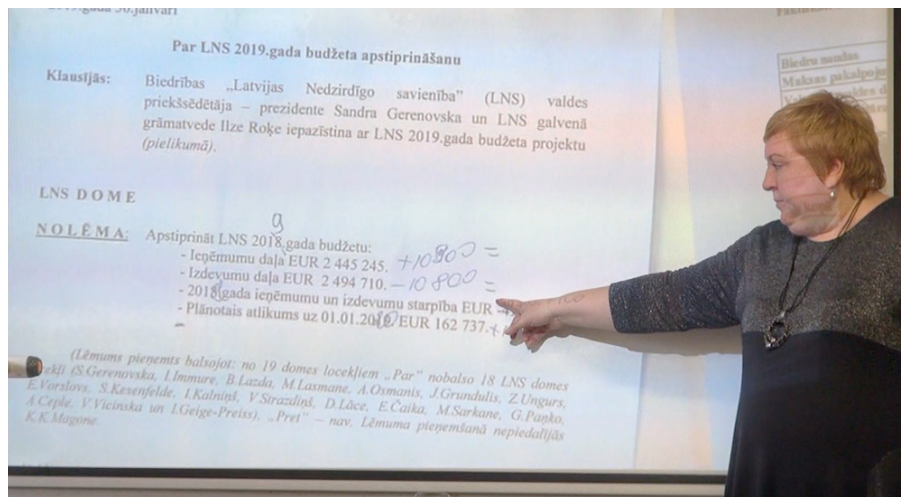 2019.gada 30.janvārī
Par LNS 2019.gada budžeta apstiprināšanu
Klausījās: Biedrības „Latvijas Nedzirdīgo savienība” (LNS) valdes
priekšsēdētāja – prezidente Sandra Gerenovska un LNS galvenā
grāmatvede Ilze Roķe iepazīstina ar LNS 2019.gada budžeta projektu
(pielikumā).
LNS DOME
9
NOLĒMA: Apstiprināt LNS 2018.gada budžetu:
- Ieņēmumu daļa EUR 2 445 245. +10800 =
- Izdevumu daļa EUR 2 494 710. –10 800 =
- 2018.gada ieņēmumu un izdevumu starpība EUR
- Plānotais atlikums uz 01.01. EUR 162 737.
(Lēmums pieņemts balsojot: no 19 domes locekļiem „Par” nobalso 18 LNS domes
(S.Gerenovska, I.Immure, B.Lazda, M.Lasmane, A.Osmanis, J.Grundulis, Z.Ungurs,
E.Vorslovs, S.Kesenfelde, I.Kalniņš, V.Strazdiņš, D.Lāce, E.Čaika, M.Sarkane, G.Paņko,
A.Ceple, V.Vicinska un I.Geige-Preiss). „Pret” – nav. Lēmuma pieņemšanā nepiedalījās
K.K.Magone.
Biedru naudas
Maksas pakalpoju